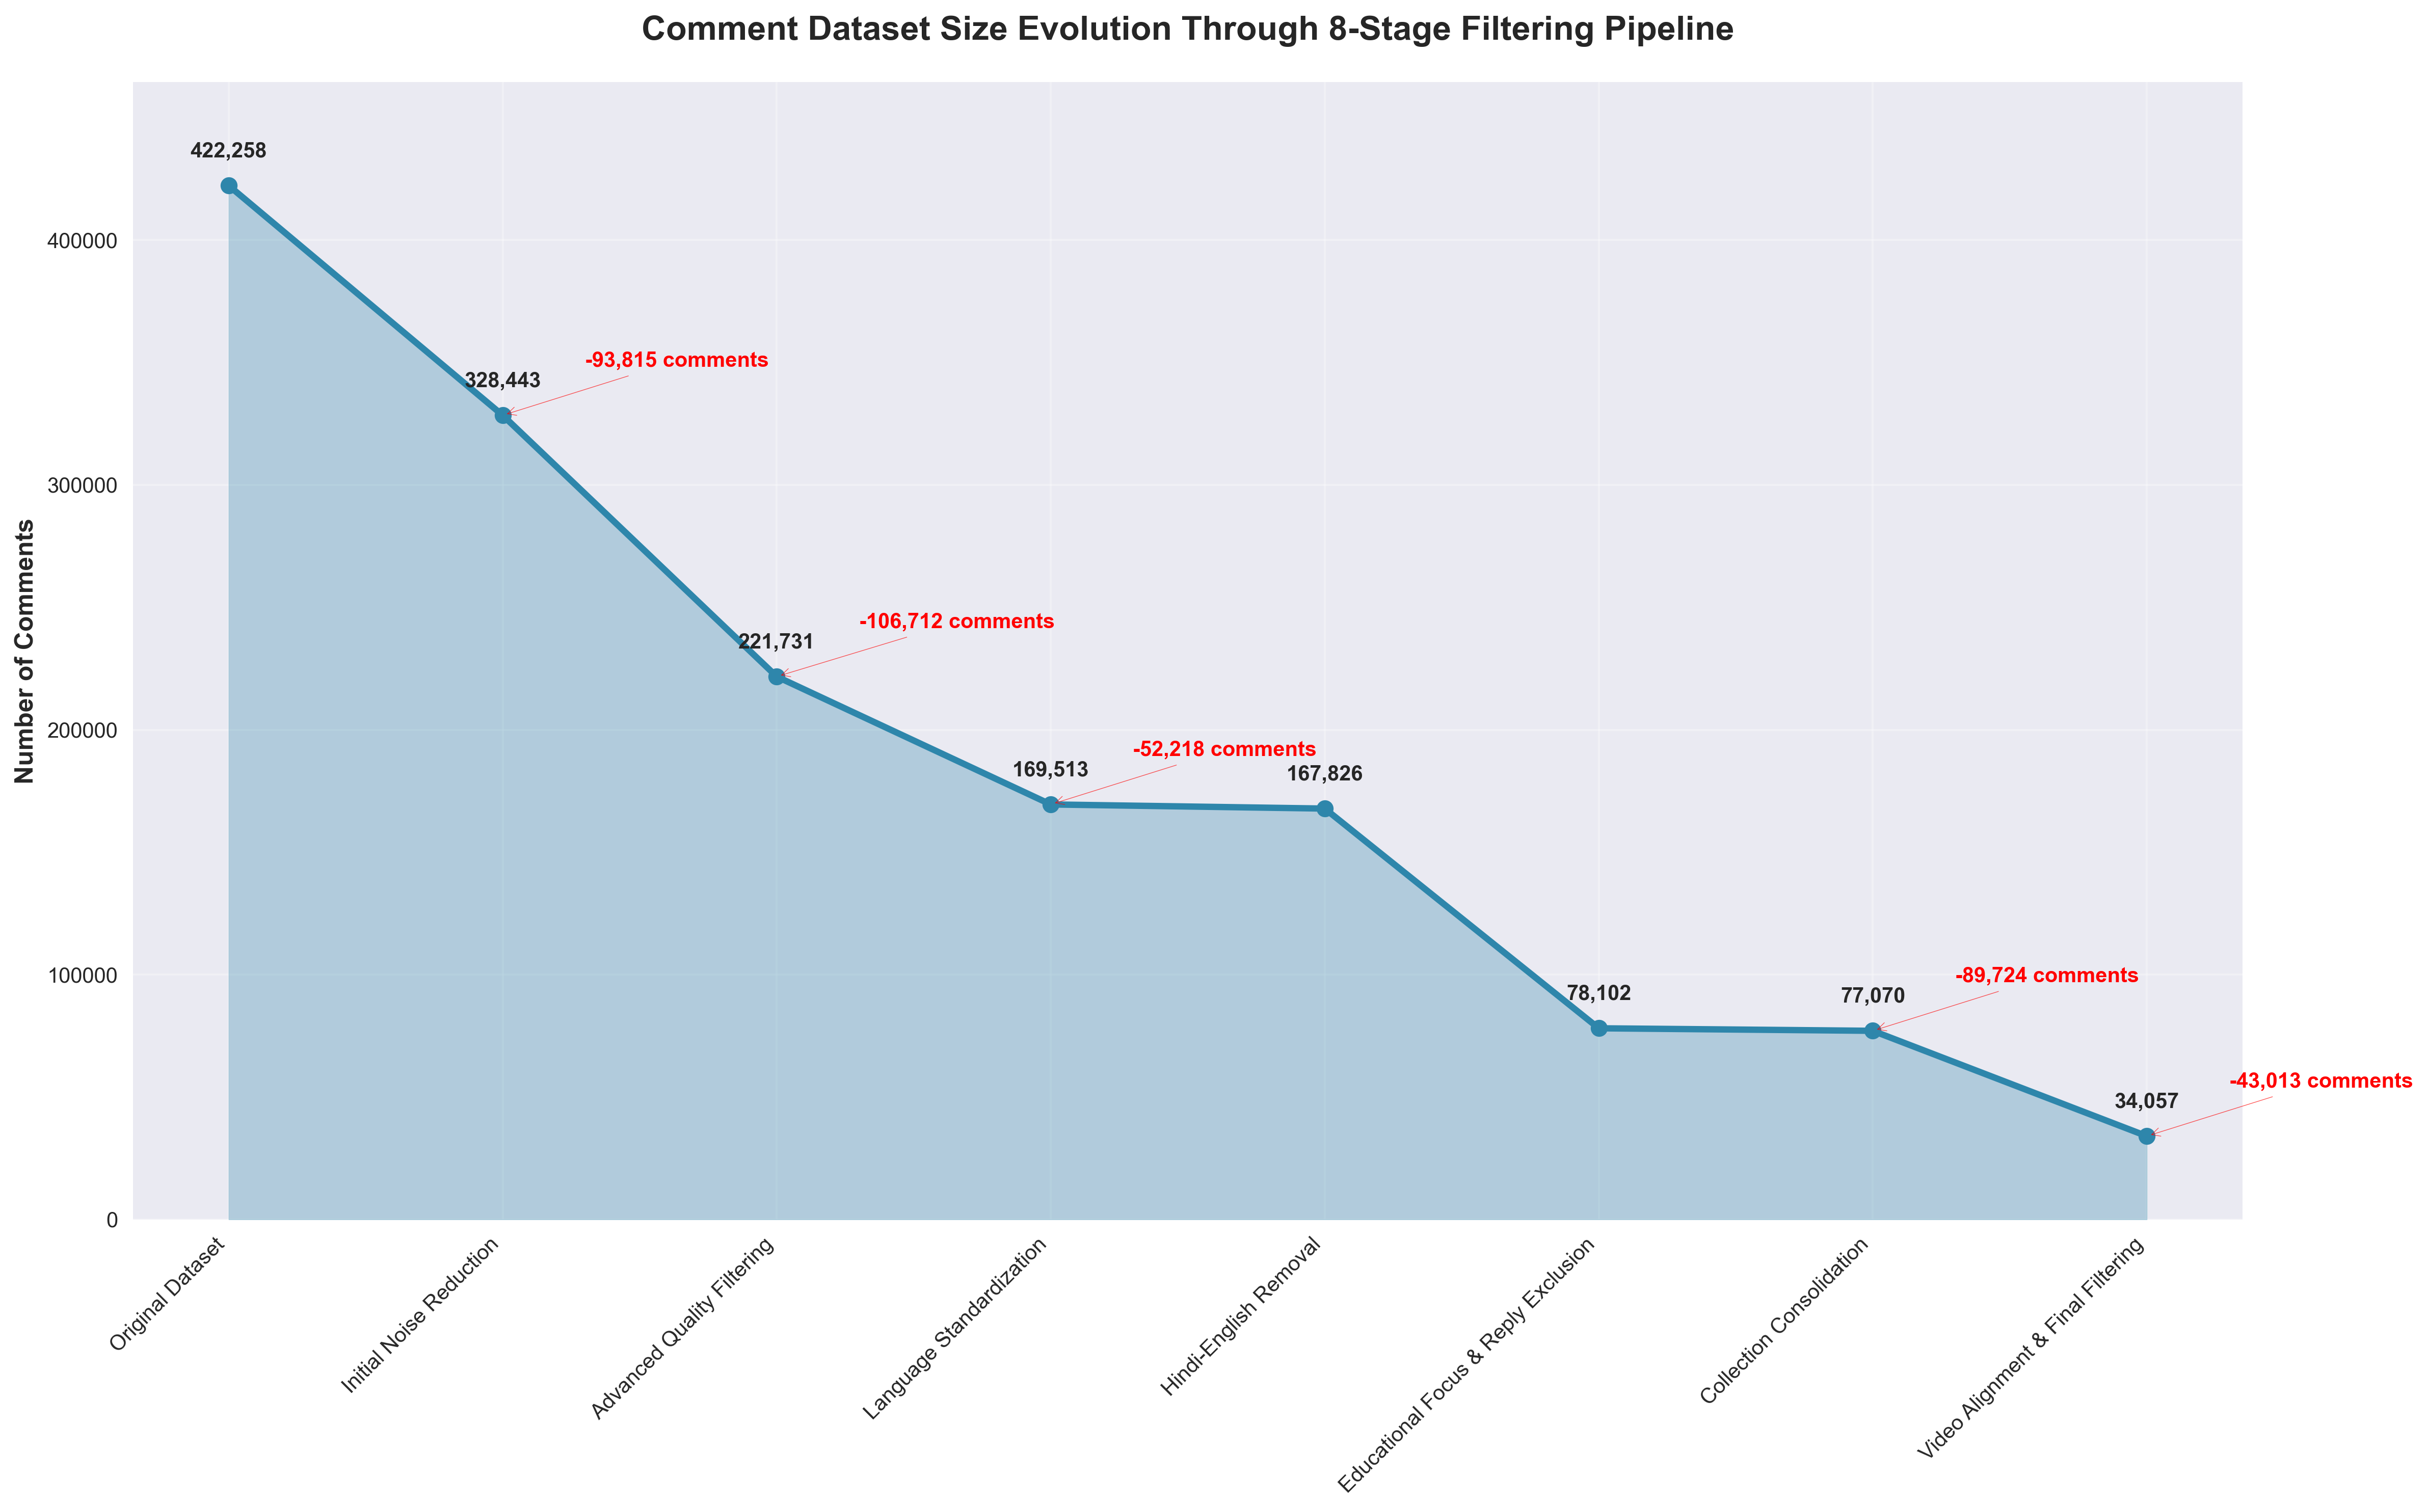 Comment Dataset Size Evolution Through 8-Stage Filtering Pipeline
Number of Comments
400000
300000
200000
100000
0
422,258
328,443
-93,815 comments
221,731
-106,712 comments
169,513
-52,218 comments
167,826
78,102
77,070
-89,724 comments
34,057
-43,013 comments
Original Dataset
Initial Noise Reduction
Advanced Quality Filtering
Language Standardization
Hindi-English Removal
Educational Focus & Reply Exclusion
Collection Consolidation
Video Alignment & Final Filtering